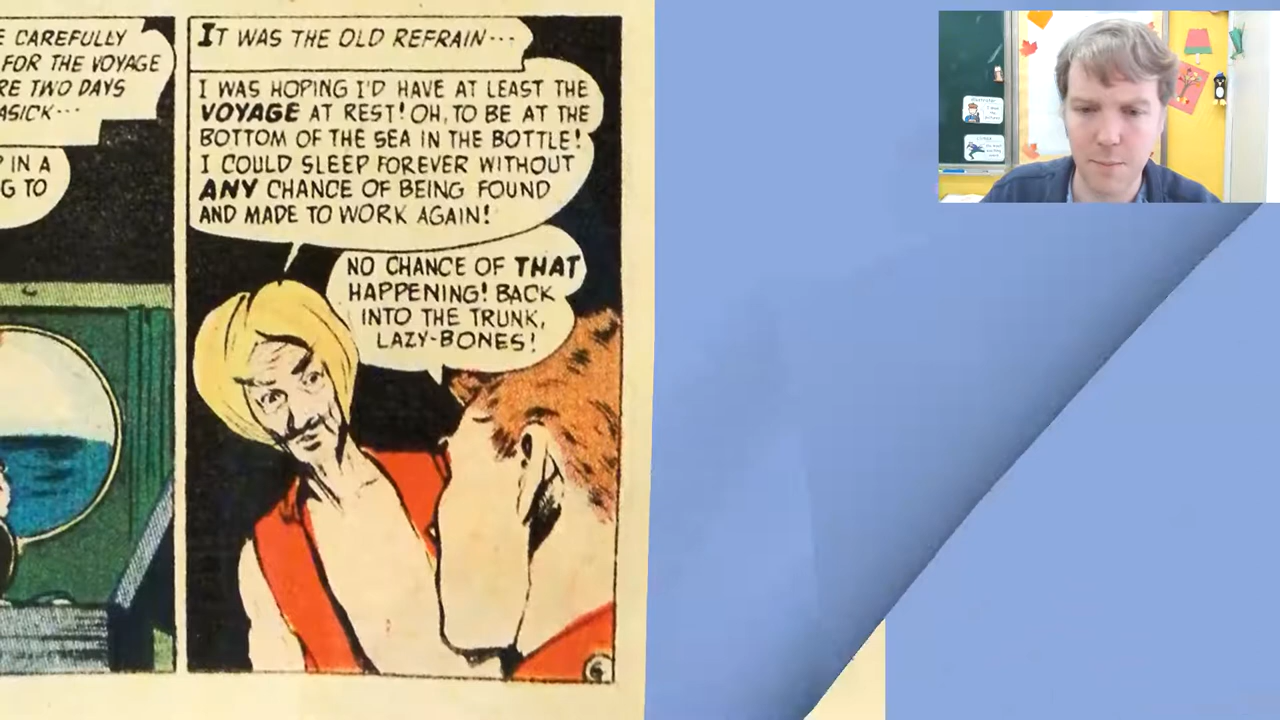 E CAREFULLY
FOR THE VOYAGE
RE TWO DAYS
ASICK---
IN A
G TO
IT WAS THE OLD REFRAIN---
I WAS HOPING I'D HAVE AT LEAST THE
VOYAGE AT REST! OH, TO BE AT THE
BOTTOM OF THE SEA IN THE BOTTLE!
I COULD SLEEP FOREVER WITHOUT
ANY CHANCE OF BEING FOUND
AND MADE TO WORK AGAIN!
NO CHANCE OF THAT
HAPPENING! BACK
INTO THE TRUNK,
LAZY-BONES!
6